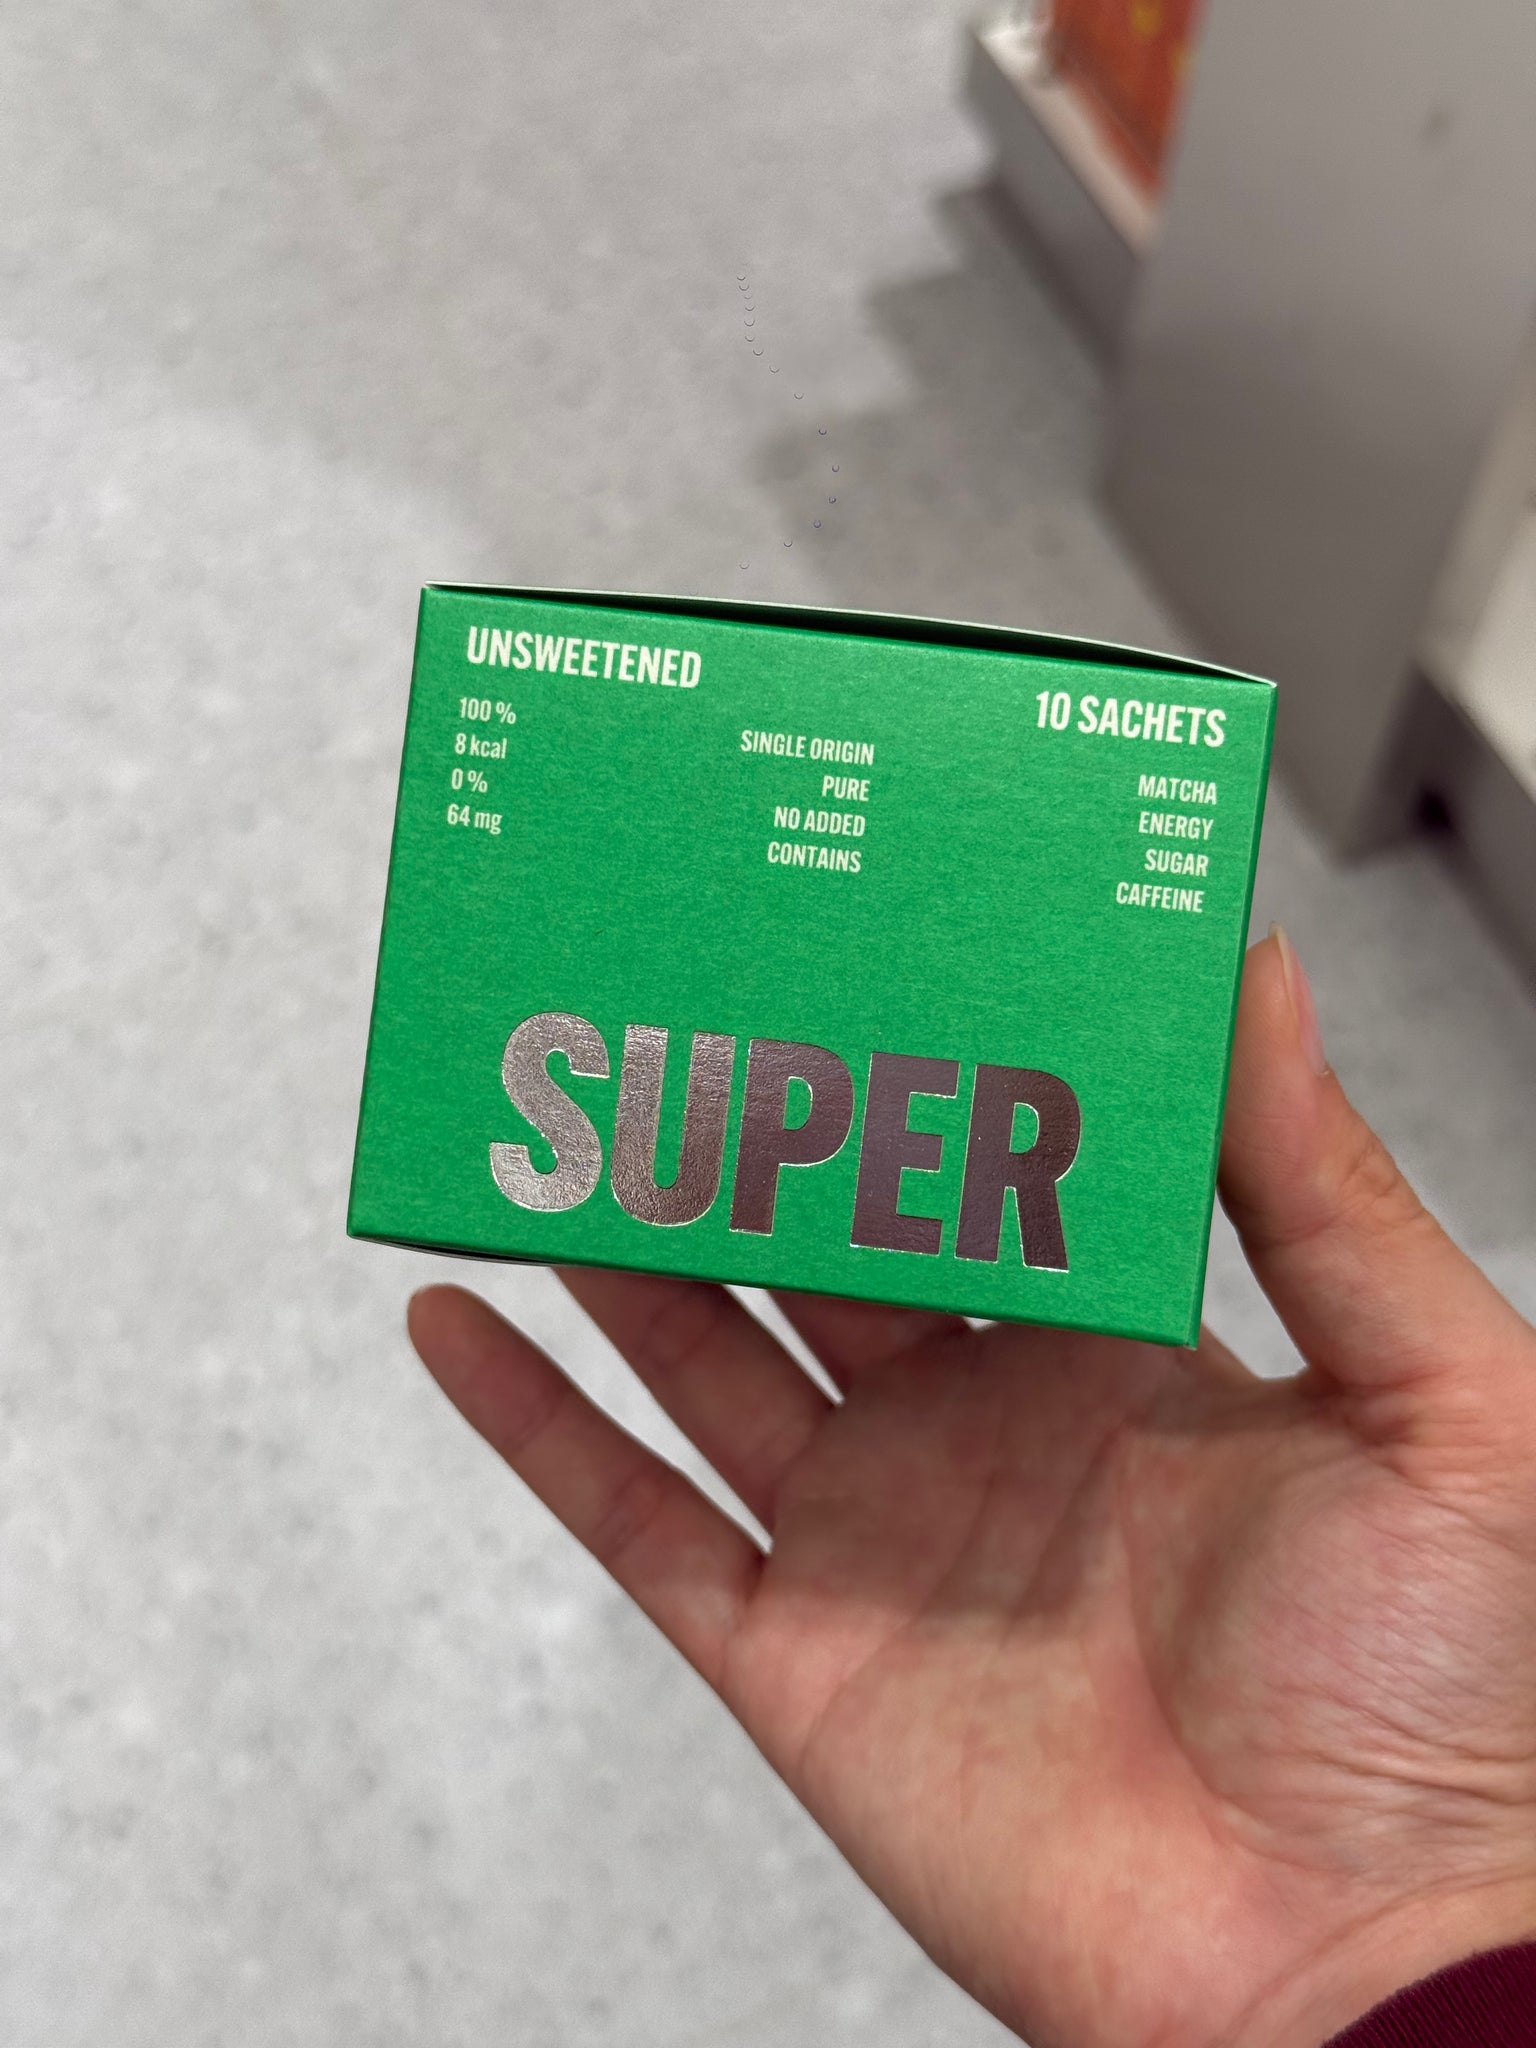 UNSWEETENED 10 SACHETS
100% SINGLE ORIGIN MATCHA
8 kcal PURE ENERGY
0% NO ADDED SUGAR
64 mg CONTAINS CAFFEINE
SUPER